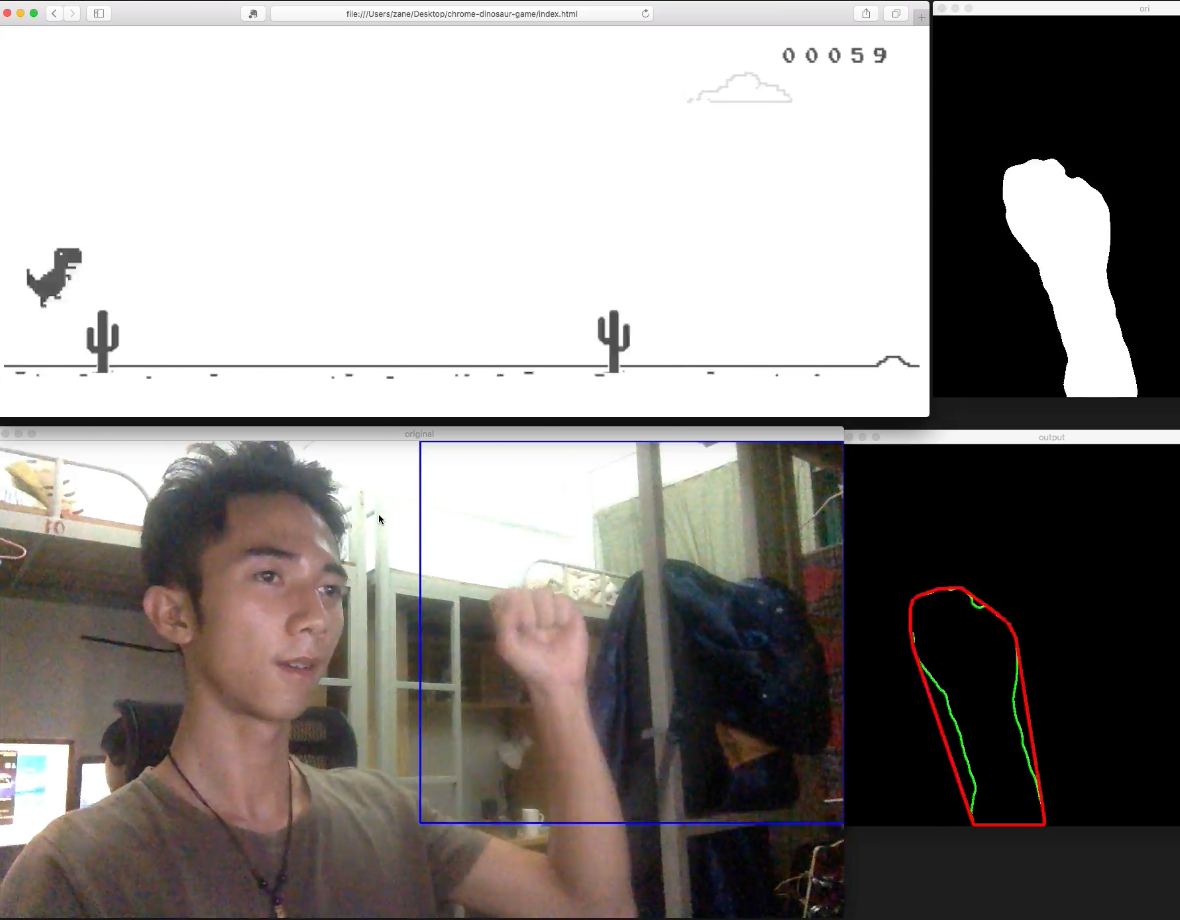 file:///Users/zane/Desktop/chrome-dinosaur-game/index.html
ori
00059
original
output